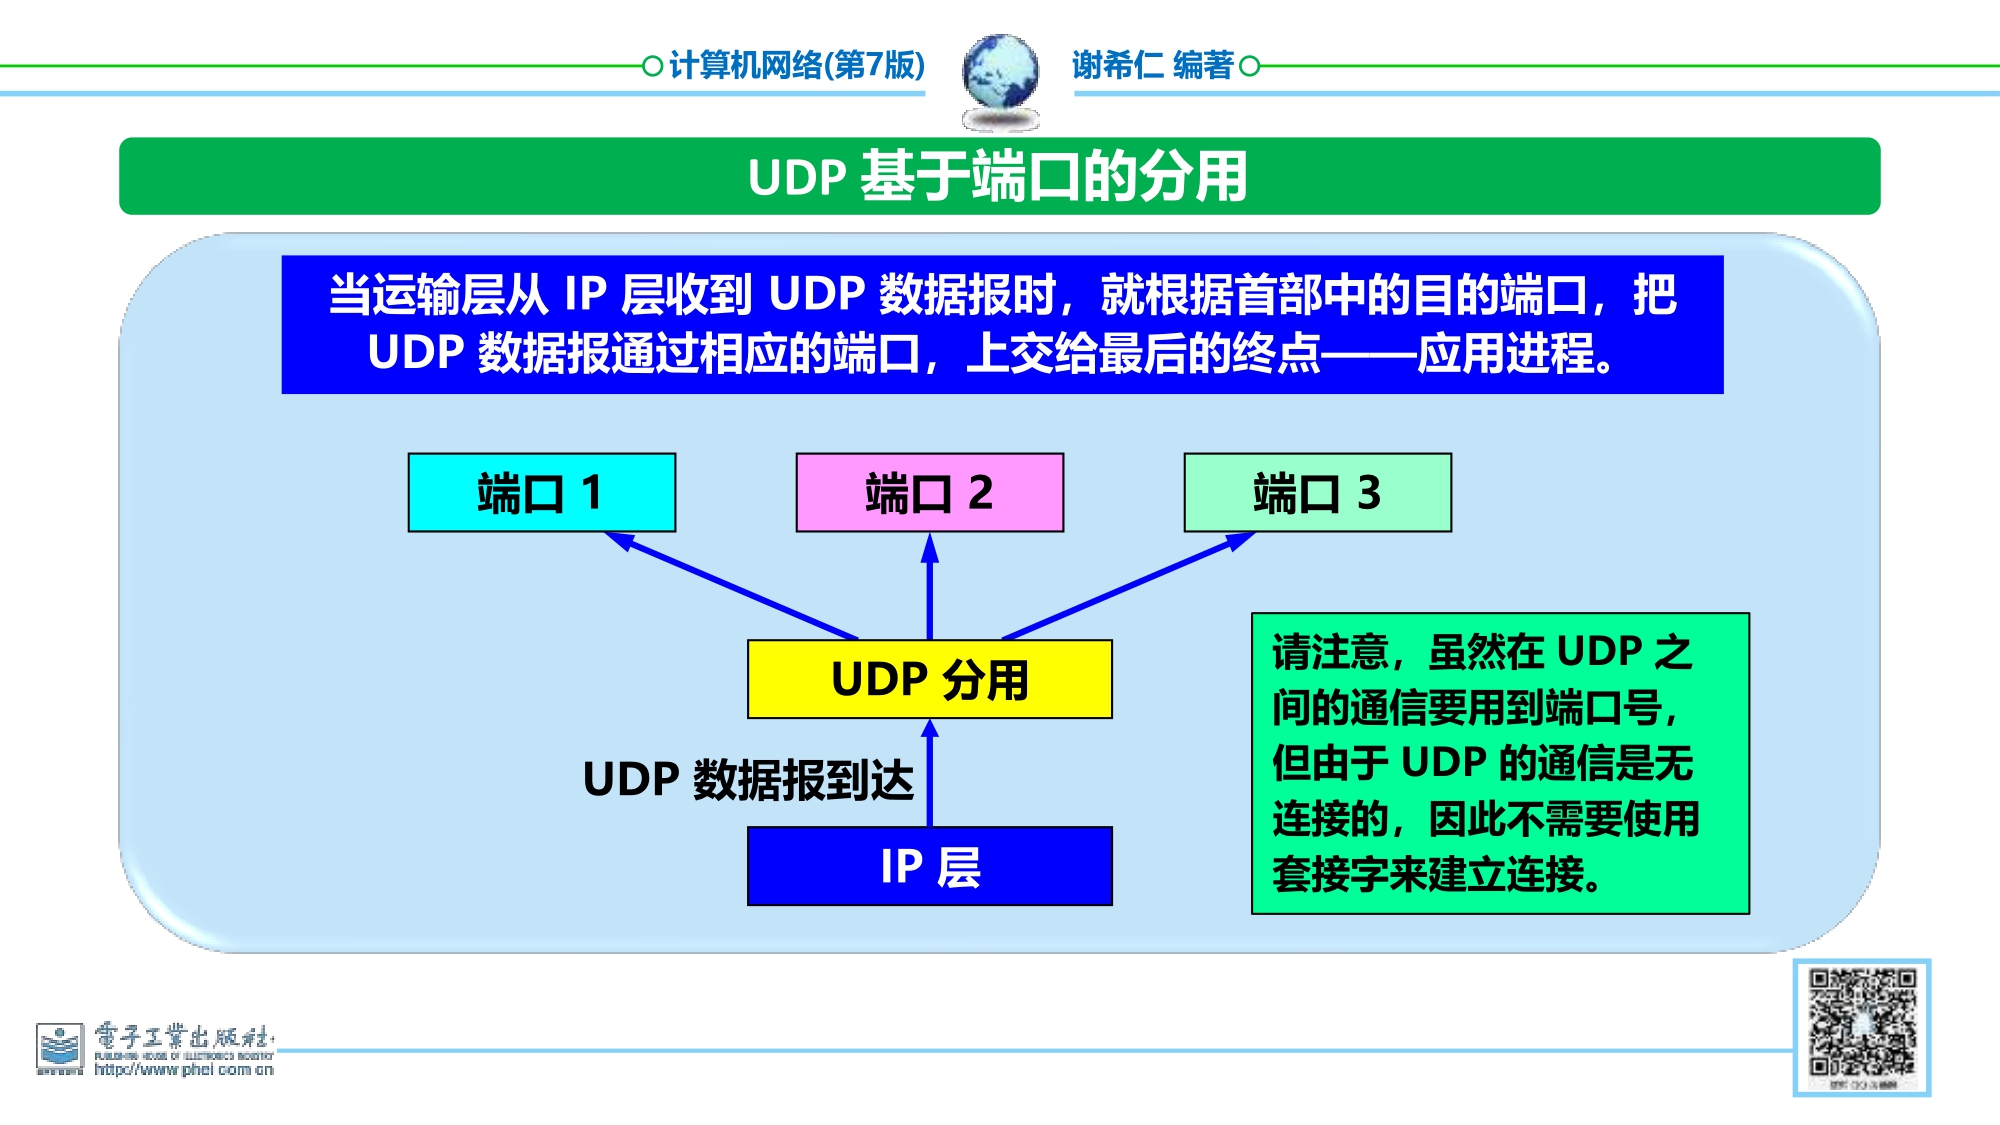 计算机网络(第7版)
谢希仁 编著
UDP 基于端口的分用
当运输层从 IP 层收到 UDP 数据报时，就根据首部中的目的端口，把
UDP 数据报通过相应的端口，上交给最后的终点——应用进程。
端口 1
端口 2
端口 3
UDP 分用
请注意，虽然在 UDP 之
间的通信要用到端口号，
但由于 UDP 的通信是无
连接的，因此不需要使用
套接字来建立连接。
UDP 数据报到达
IP 层
電子工業出版社
PUBLISHING HOUSE OF ELECTRONICS INDUSTRY
http://www.phei.com.cn